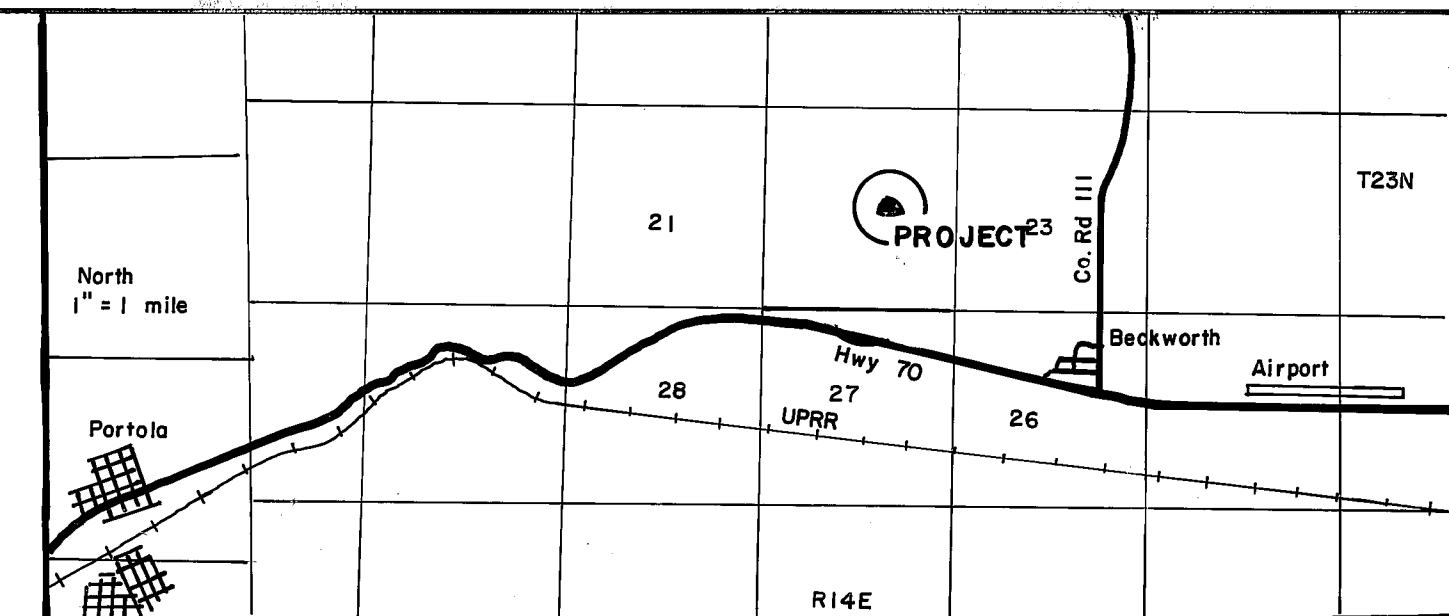 T23N
21
PROJECT
23
Co. Rd 111
North
1" = 1 mile
Beckworth
Hwy 70
Airport
28
27
26
UPRR
Portola
R14E